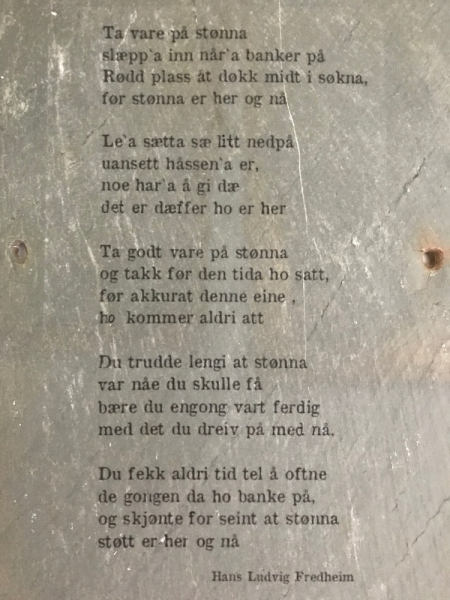 Ta vare på stønna
slæpp'a inn når'a banker på
Rødd plass åt døkk midt i søkna,
før stønna er her og nå
Le'a sætta sæ litt nedpå
uansett håssen'a er,
noe har'a å gi dæ
det er dæffer ho er her
Ta godt vare på stønna
og takk før den tida ho satt,
før akkurat denne eine ,
ho kommer aldri att
Du trudde lengi at stønna
var nåe du skulle få
bære du engong vart ferdig
med det du dreiv på med nå.
Du fekk aldri tid tel å oftne
de gongen da ho banke på,
og skjønte for seint at stønna
støtt er her og nå
Hans Ludvig Fredheim